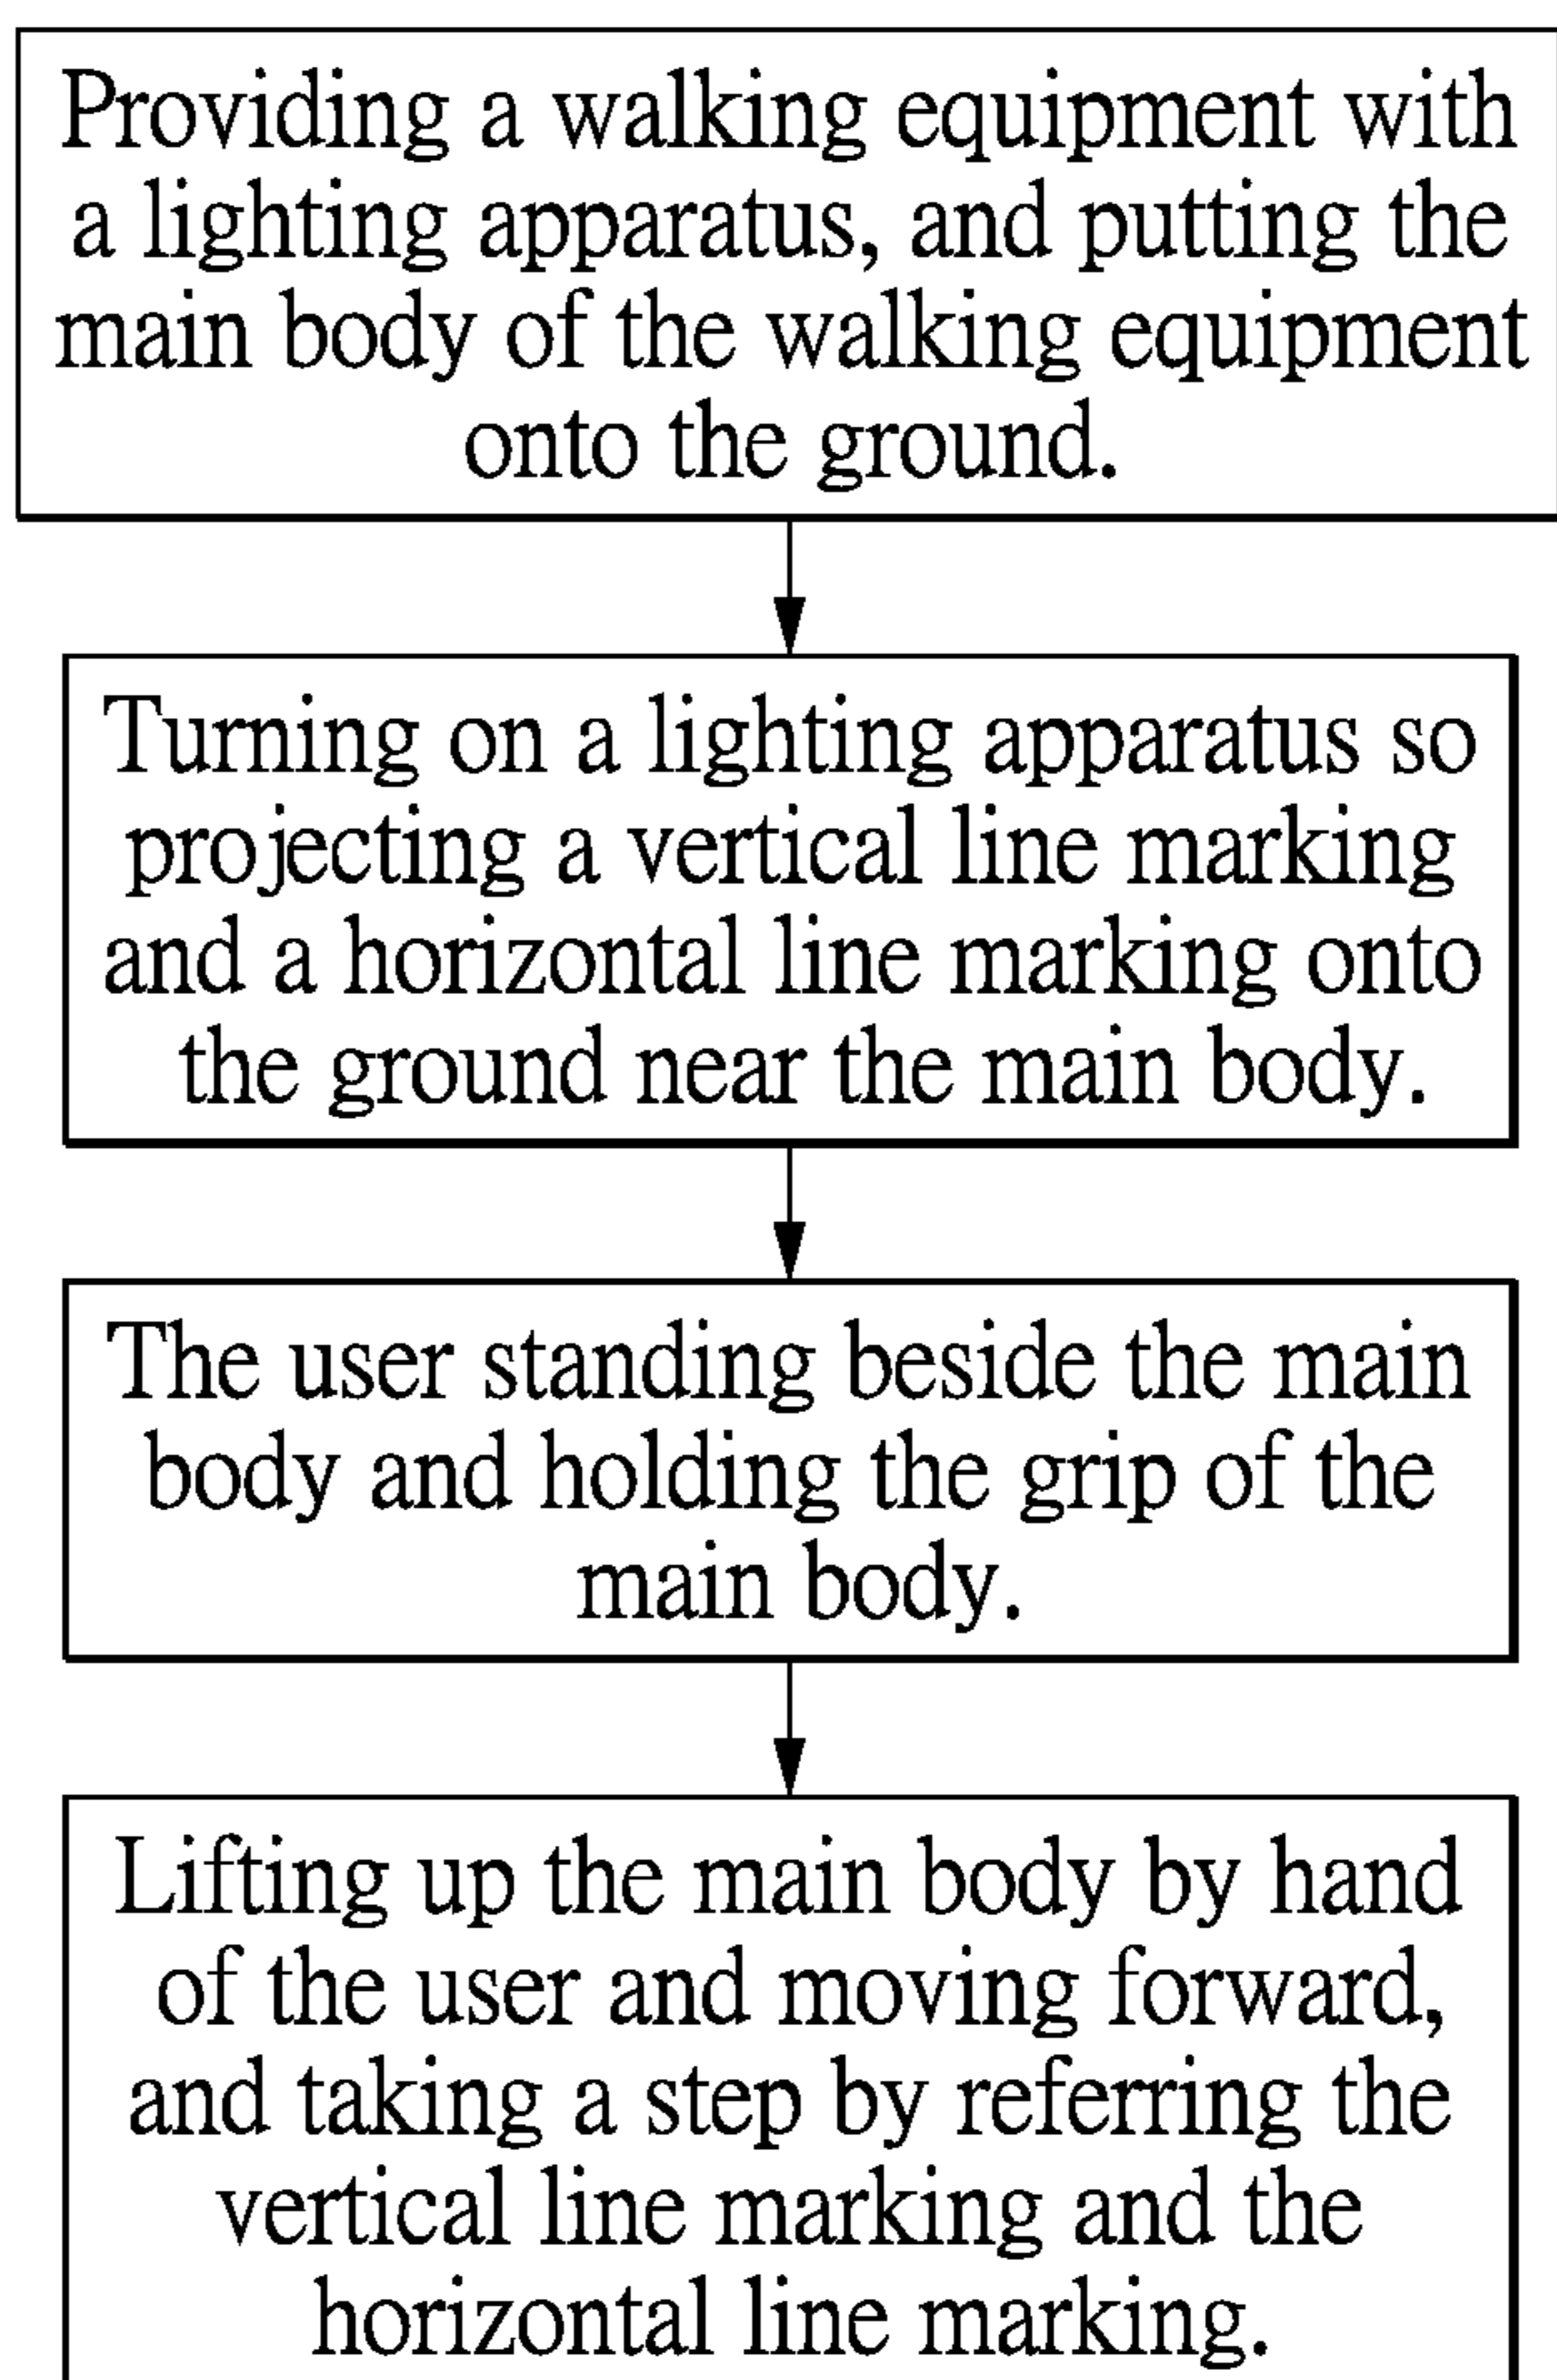 Providing a walking equipment with
a lighting apparatus, and putting the
main body of the walking equipment
onto the ground.
Turning on a lighting apparatus so
projecting a vertical line marking
and a horizontal line marking onto
the ground near the main body.
The user standing beside the main
body and holding the grip of the
main body.
Lifting up the main body by hand
of the user and moving forward,
and taking a step by referring the
vertical line marking and the
horizontal line marking.